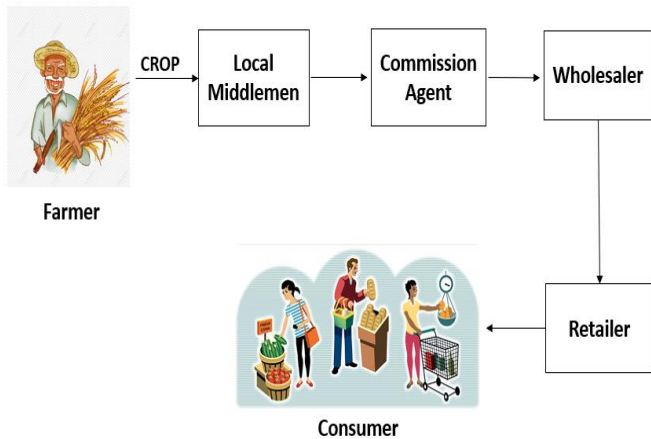 CROP
Local
Middlemen
Commission
Agent
Wholesaler
Farmer
Retailer
Consumer